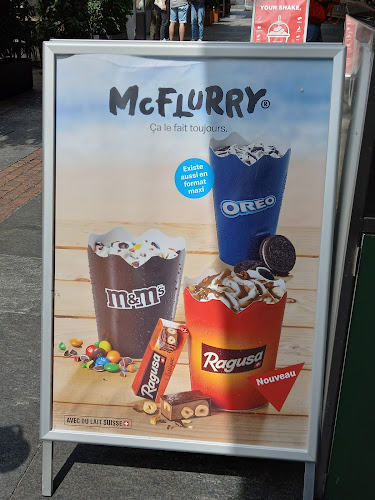 YOUR SHAKE.
McFLURRY®
Ça le fait toujours.
Existe
aussi en
format
maxi
OREO
m&m's
Ragusa
Ragusa
Nouveau
AVEC DU LAIT SUISSE